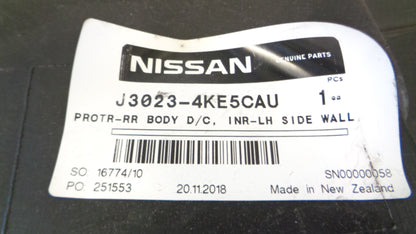 NISSAN GENUINE PARTS
PCs
J3023-4KE5CAU 1 ea
PROTR-RR BODY D/C, INR-LH SIDE WALL
SO. 16774/10 SN00000058
PO. 251553 20.11.2018 Made in New Zealand